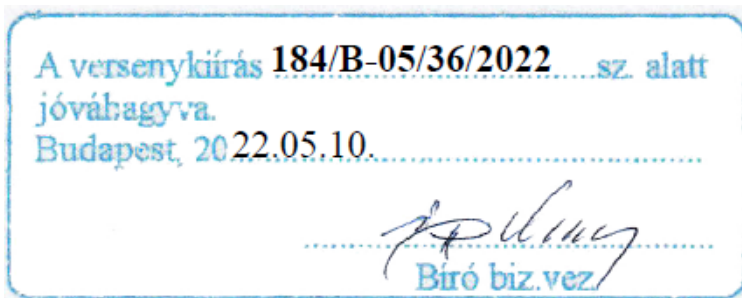 A versenykiírás 184/B-05/36/2022.....sz. alatt
jóváhagyva.
Budapest, 2022.05.10.
Bíró biz.vez.